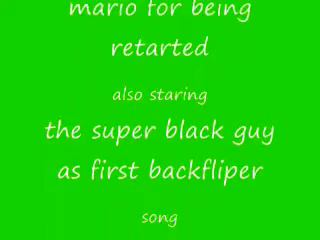 mario for being
retarted
also staring
the super black guy
as first backfliper
song